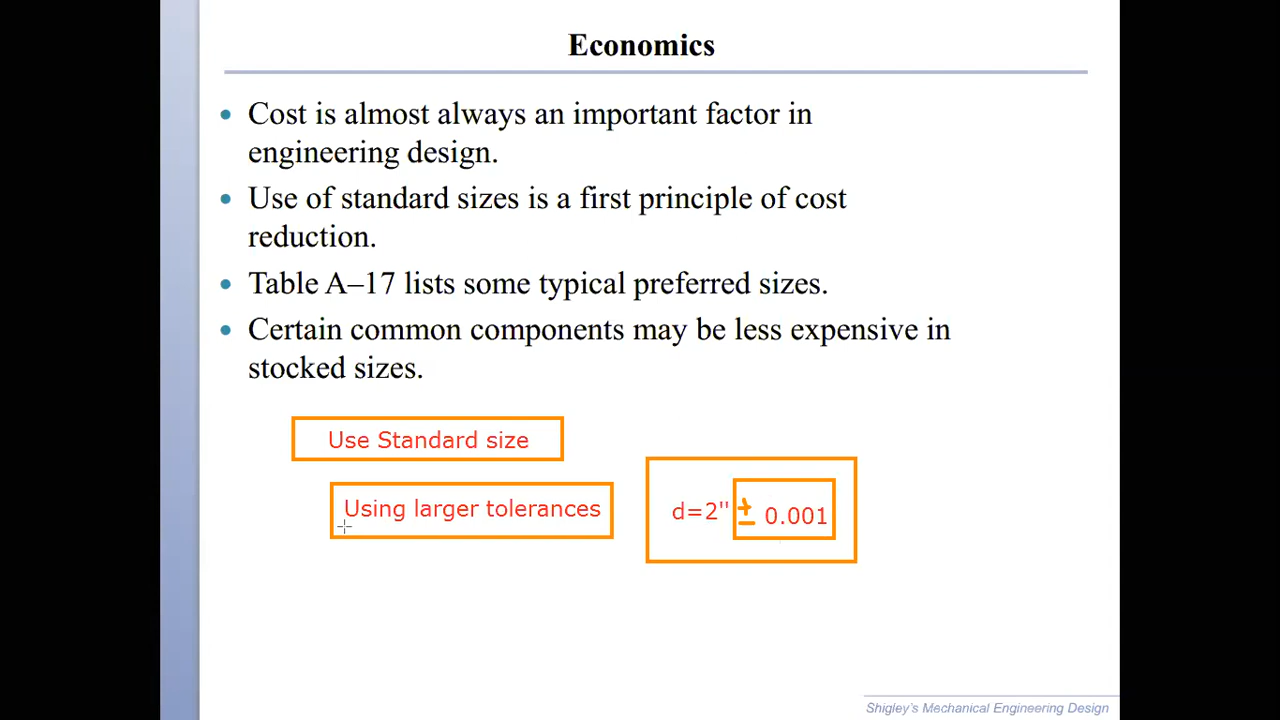 Economics
• Cost is almost always an important factor in
engineering design.
• Use of standard sizes is a first principle of cost
reduction.
• Table A–17 lists some typical preferred sizes.
• Certain common components may be less expensive in
stocked sizes.
Use Standard size
Using larger tolerances
d=2" ± 0.001
Shigley's Mechanical Engineering Design